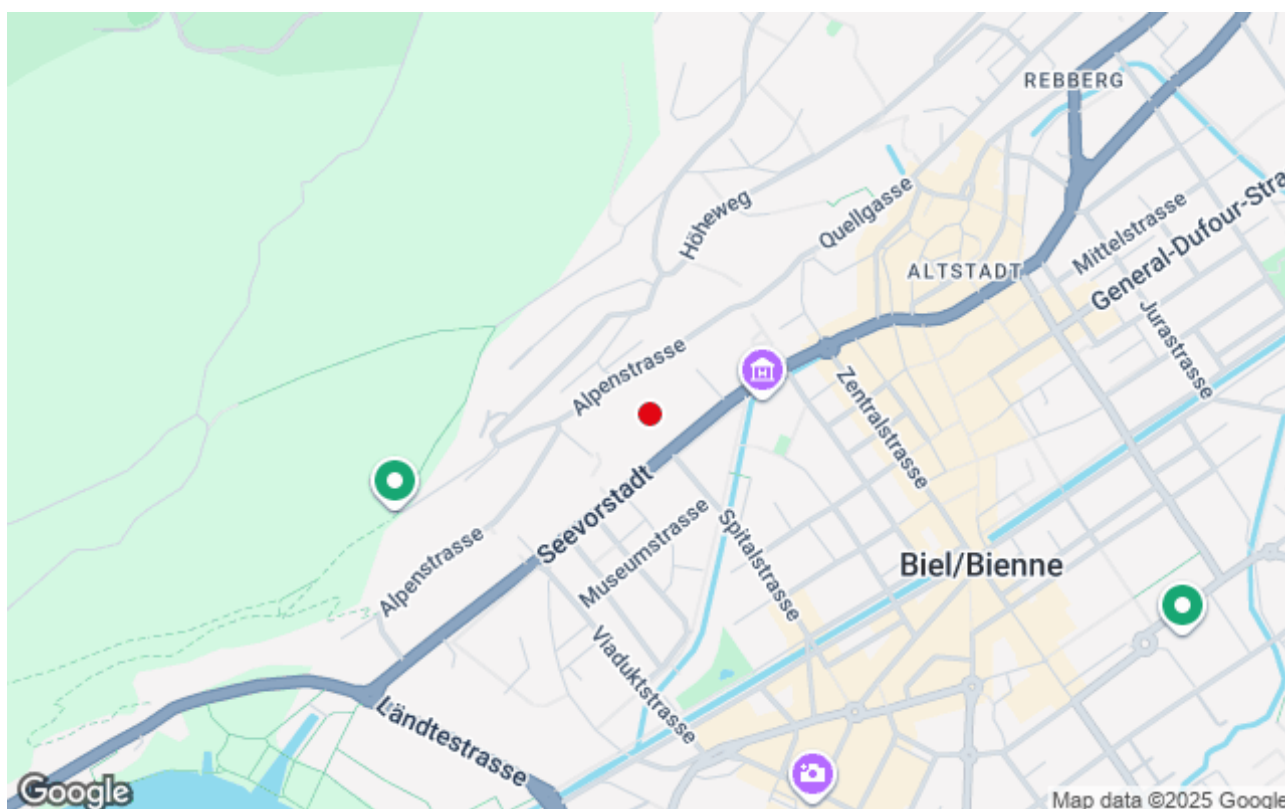 REBBERG
Höheweg
Quellgasse
Mittelstrasse
General-Dufour-Stra
ALTSTADT
Jurastrasse
Alpenstrasse
Zentralstrasse
Seevorstadt
Spitalstrasse
Museumstrasse
Biel/Bienne
Alpenstrasse
Viaduktstrasse
Ländtestrasse
H
Google
Map data ©2025 Google